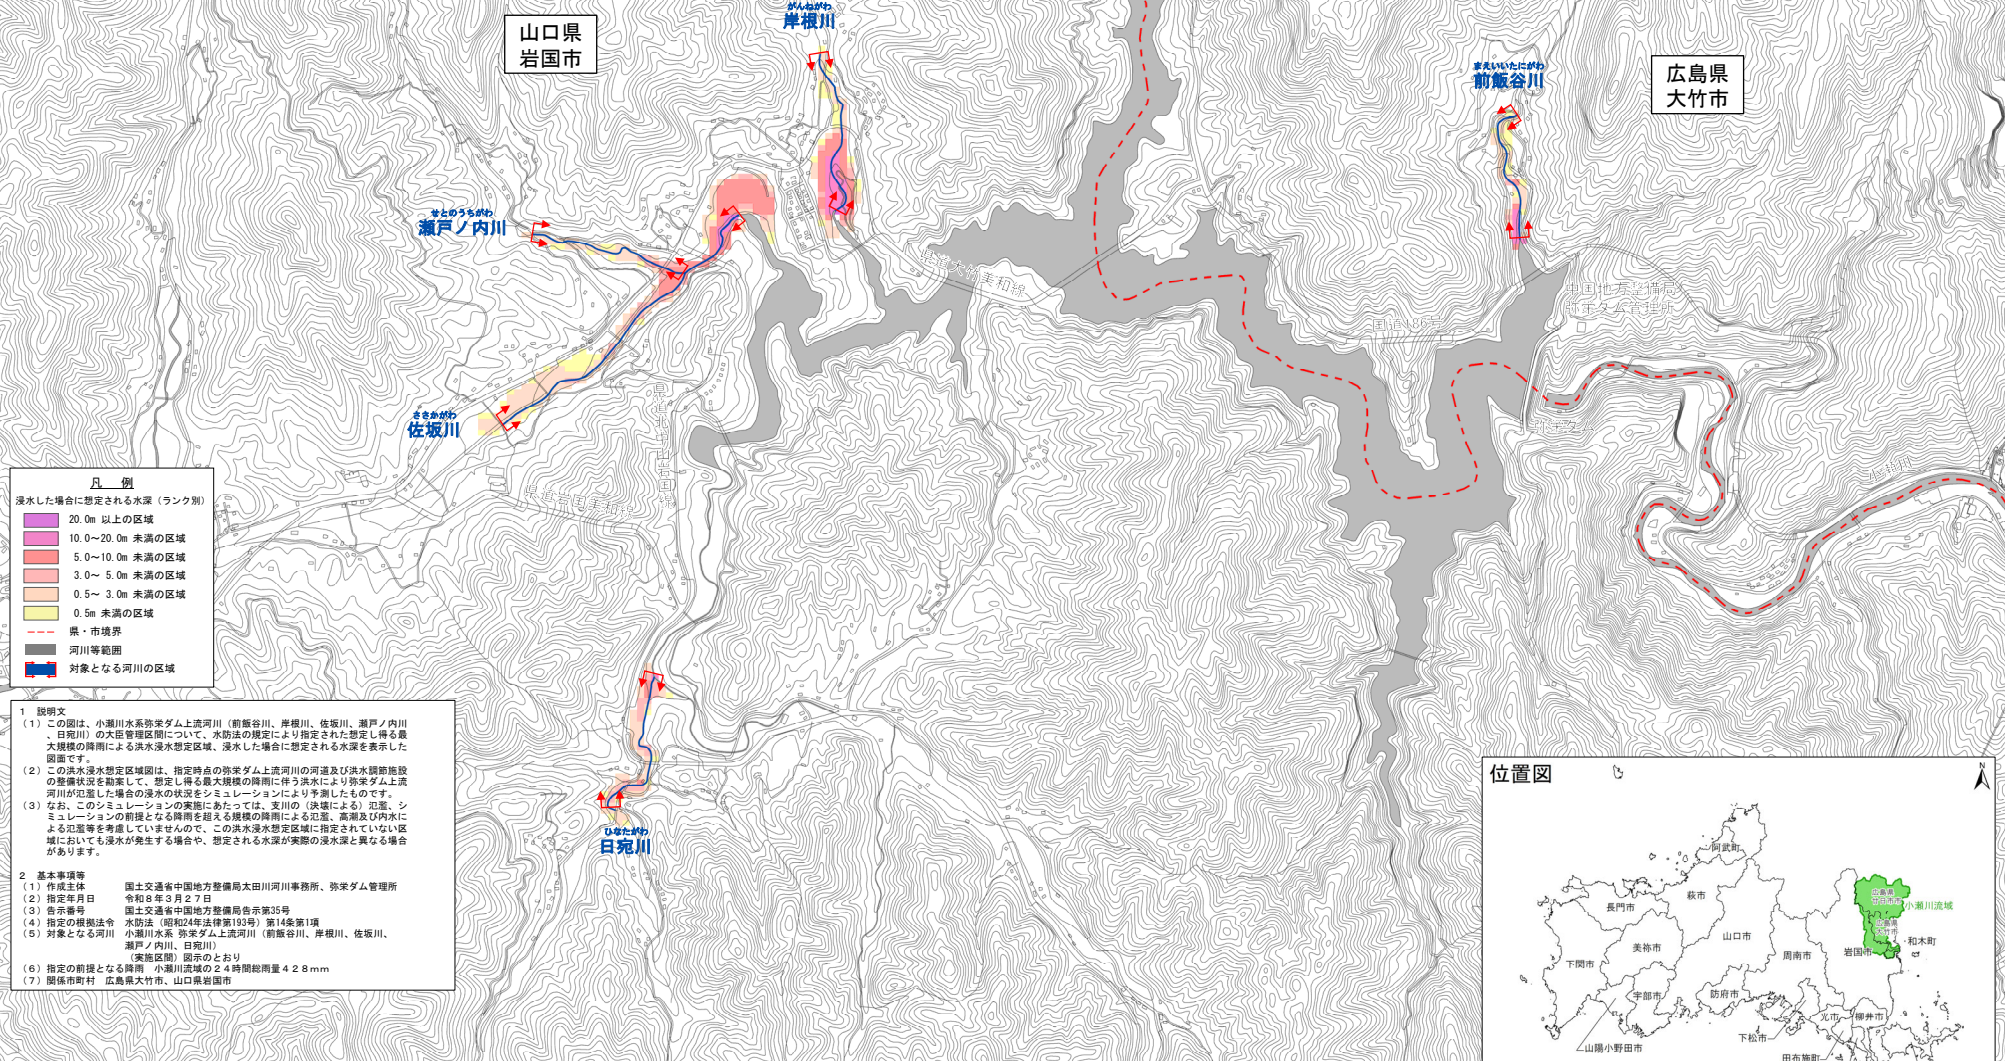 山口県
岩国市
がんねがわ
岸根川
まえいいたにがわ
前飯谷川
広島県
大竹市
せとのうちがわ
瀬戸ノ内川
ささかがわ
佐坂川
ひなたがわ
日宛川
県道大竹美和線
国道186号
中国地方整備局
弥栄ダム管理所
弥栄ダム
小瀬川
県道北中山岩国線
県道岩国美和線
凡　例
浸水した場合に想定される水深（ランク別）
20.0m 以上の区域
10.0～20.0m 未満の区域
5.0～10.0m 未満の区域
3.0～ 5.0m 未満の区域
0.5～ 3.0m 未満の区域
0.5m 未満の区域
県・市境界
河川等範囲
対象となる河川の区域
1　説明文
（1）この図は、小瀬川水系弥栄ダム上流河川（前飯谷川、岸根川、佐坂川、瀬戸ノ内川
、日宛川）の大臣管理区間について、水防法の規定により指定された想定し得る最
大規模の降雨による洪水浸水想定区域、浸水した場合に想定される水深を表示した
図面です。
（2）この洪水浸水想定区域図は、指定時点の弥栄ダム上流河川の河道及び洪水調節施設
の整備状況を勘案して、想定し得る最大規模の降雨に伴う洪水により弥栄ダム上流
河川が氾濫した場合の浸水の状況をシミュレーションにより予測したものです。
（3）なお、このシミュレーションの実施にあたっては、支川の（決壊による）氾濫、シ
ミュレーションの前提となる降雨を超える規模の降雨による氾濫、高潮及び内水に
よる氾濫等を考慮していませんので、この洪水浸水想定区域に指定されていない区
域においても浸水が発生する場合や、想定される水深が実際の浸水深と異なる場合
があります。
2　基本事項等
（1）作成主体　国土交通省中国地方整備局太田川河川事務所、弥栄ダム管理所
（2）指定年月日　令和８年３月２７日
（3）告示番号　国土交通省中国地方整備局告示第35号
（4）指定の根拠法令　水防法（昭和24年法律第193号）第14条第1項
（5）対象となる河川　小瀬川水系 弥栄ダム上流河川（前飯谷川、岸根川、佐坂川、
瀬戸ノ内川、日宛川）
（実施区間）図示のとおり
（6）指定の前提となる降雨　小瀬川流域の２４時間総雨量４２８mm
（7）関係市町村　広島県大竹市、山口県岩国市
位置図
N
阿武町
萩市
長門市
美祢市
山口市
下関市
宇部市
防府市
周南市
岩国市
和木町
広島県
廿日市市
小瀬川流域
広島県
大竹市
下松市
光市
柳井市
山陽小野田市
田布施町